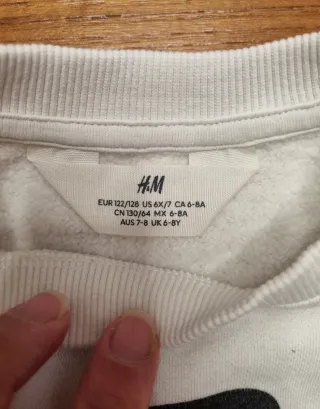 H&M
EUR 122/128 US 6X/7 CA 6-8A
CN 130/64 MX 6-8A
AUS 7-8 UK 6-8Y